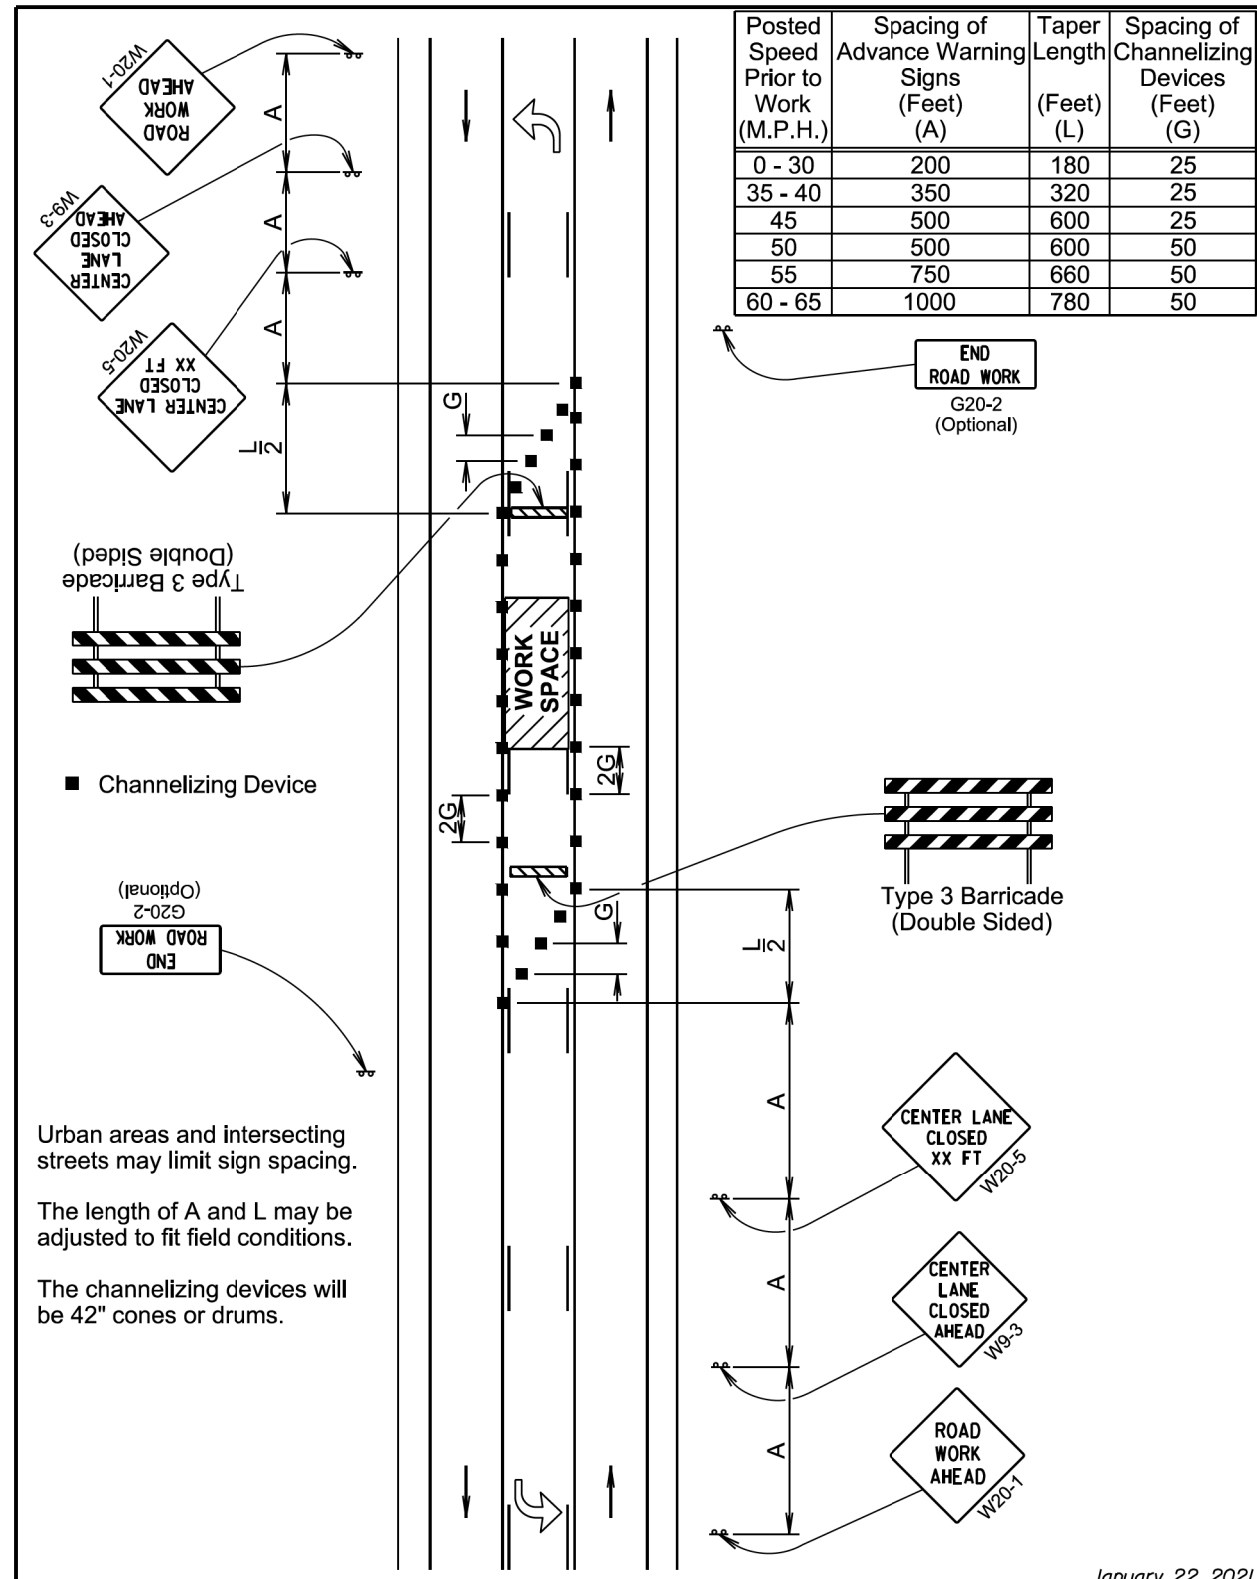 Posted Speed Prior to Work (M.P.H.) | Spacing of Advance Warning Signs (Feet) (A) | Taper Length (Feet) (L) | Spacing of Channelizing Devices (Feet) (G)
0 - 30 | 200 | 180 | 25
35 - 40 | 350 | 320 | 25
45 | 500 | 600 | 25
50 | 500 | 600 | 50
55 | 750 | 660 | 50
60 - 65 | 1000 | 780 | 50
W20-1
ROAD
WORK
AHEAD
A
W9-3
CENTER
LANE
CLOSED
AHEAD
A
W20-5
CENTER LANE
CLOSED
XX FT
A
L
2
G
END
ROAD WORK
G20-2
(Optional)
Type 3 Barricade
(Double Sided)
WORK
SPACE
Channelizing Device
2G
2G
Type 3 Barricade
(Double Sided)
END
ROAD WORK
G20-2
(Optional)
G
L
2
A
CENTER LANE
CLOSED
XX FT
W20-5
A
CENTER
LANE
CLOSED
AHEAD
W9-3
A
ROAD
WORK
AHEAD
W20-1
Urban areas and intersecting
streets may limit sign spacing.
The length of A and L may be
adjusted to fit field conditions.
The channelizing devices will
be 42" cones or drums.
January 22, 2021